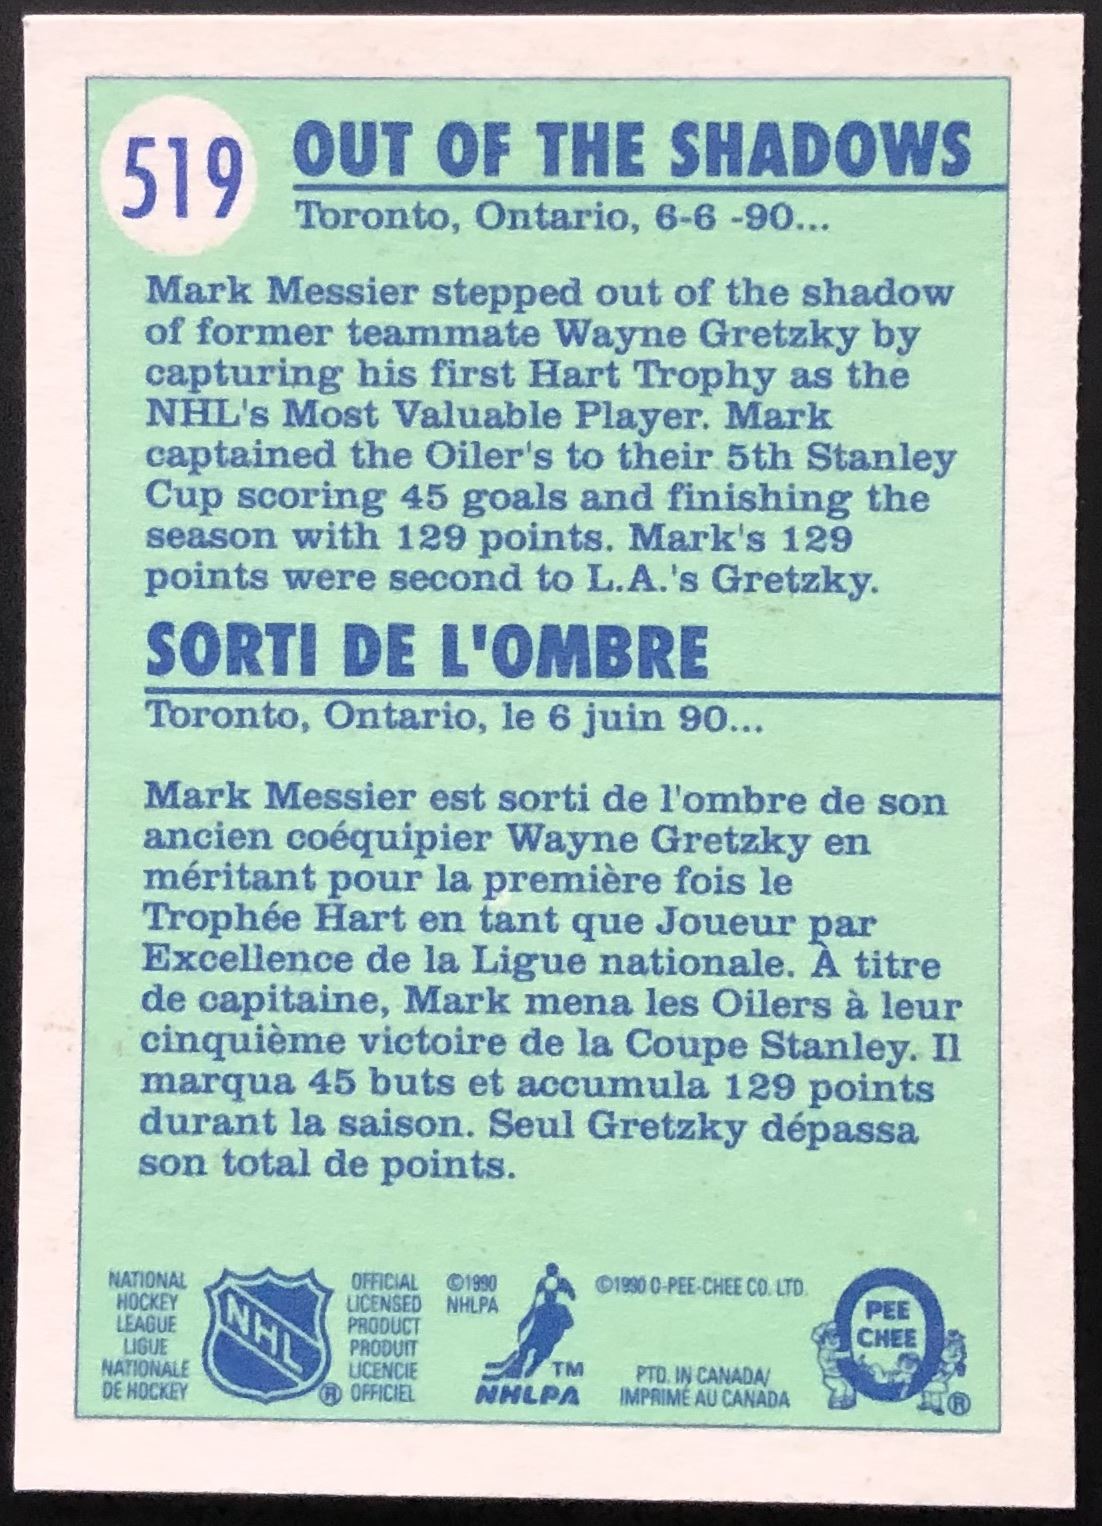 519
OUT OF THE SHADOWS
Toronto, Ontario, 6-6 -90...
Mark Messier stepped out of the shadow
of former teammate Wayne Gretzky by
capturing his first Hart Trophy as the
NHL's Most Valuable Player. Mark
captained the Oiler's to their 5th Stanley
Cup scoring 45 goals and finishing the
season with 129 points. Mark's 129
points were second to L.A.'s Gretzky.
SORTI DE L'OMBRE
Toronto, Ontario, le 6 juin 90...
Mark Messier est sorti de l'ombre de son
ancien coéquipier Wayne Gretzky en
méritant pour la première fois le
Trophée Hart en tant que Joueur par
Excellence de la Ligue nationale. À titre
de capitaine, Mark mena les Oilers à leur
cinquième victoire de la Coupe Stanley. Il
marqua 45 buts et accumula 129 points
durant la saison. Seul Gretzky dépassa
son total de points.
NATIONAL
HOCKEY
LEAGUE
LIGUE
NATIONALE
DE HOCKEY
NHL
®
OFFICIAL
LICENSED
PRODUCT
PRODUIT
LICENCIE
OFFICIEL
©1990
NHLPA
TM
NHLPA
©1990 O-PEE-CHEE CO. LTD.
PTD. IN CANADA/
IMPRIMÉ AU CANADA
PEE
CHEE
®